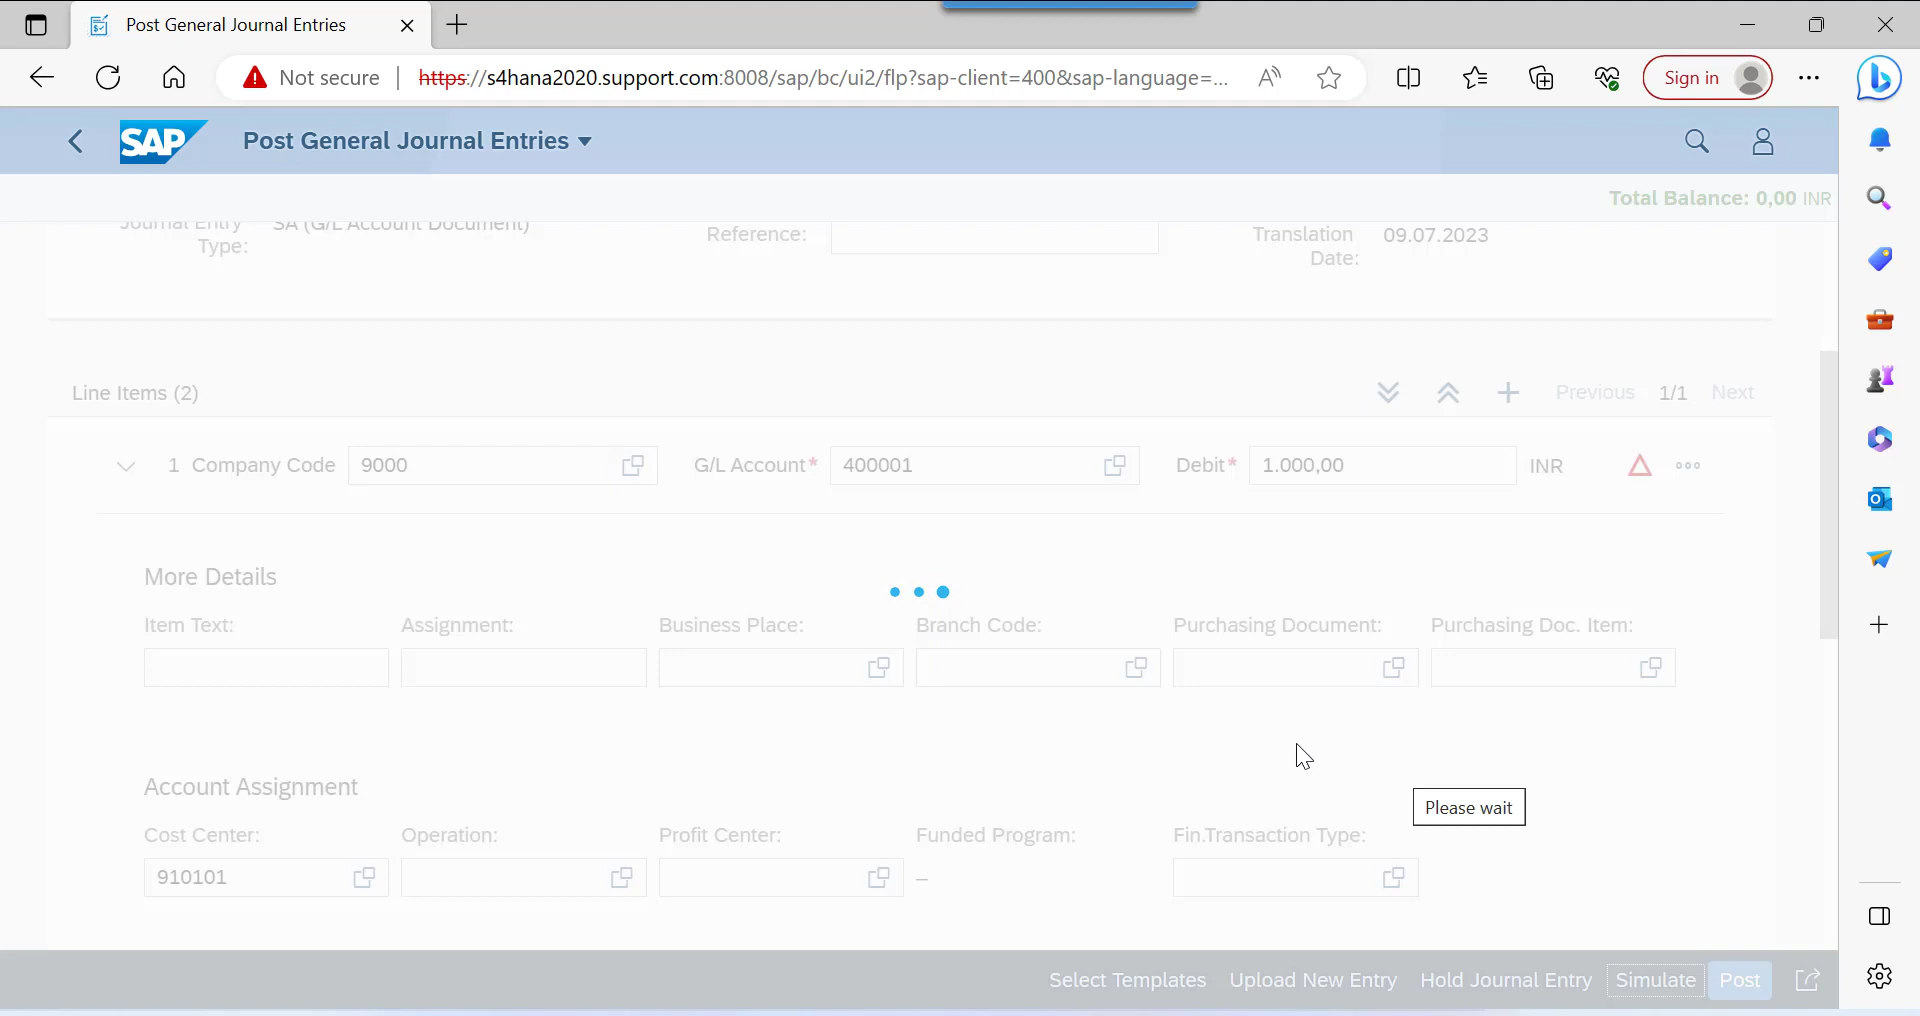 Post General Journal Entries
Not secure https://s4hana2020.support.com:8008/sap/bc/ui2/flp?sap-client=400&sap-language=... Sign in
SAP Post General Journal Entries
Total Balance: 0,00 INR
Journal Entry Type: SA (G/L Account Document) Reference: Translation Date: 09.07.2023
Line Items (2) Previous 1/1 Next
1 Company Code 9000 G/L Account* 400001 Debit* 1.000,00 INR
More Details
Item Text: Assignment: Business Place: Branch Code: Purchasing Document: Purchasing Doc. Item:
Account Assignment
Please wait
Cost Center: Operation: Profit Center: Funded Program: Fin.Transaction Type:
910101 –
Select Templates Upload New Entry Hold Journal Entry Simulate Post